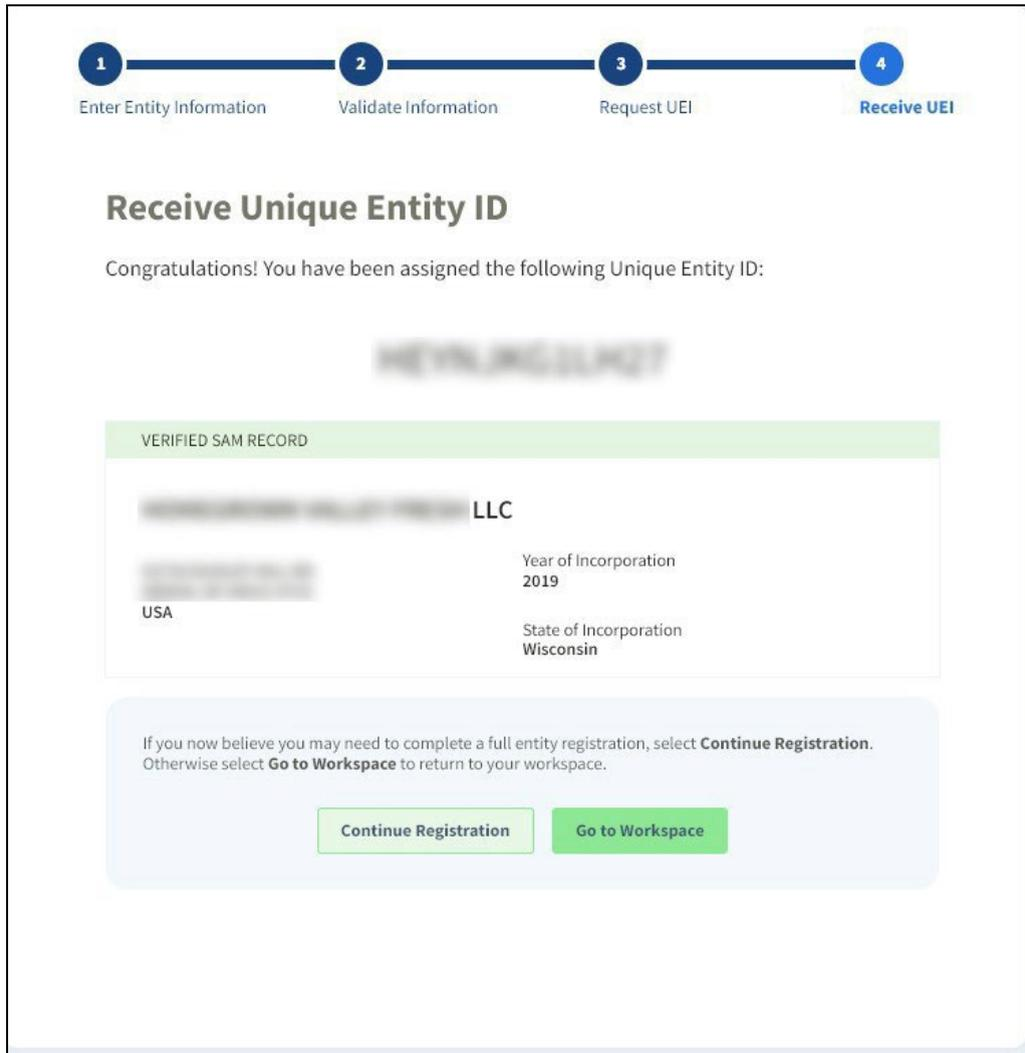 1
2
3
4
Enter Entity Information
Validate Information
Request UEI
Receive UEI
Receive Unique Entity ID
Congratulations! You have been assigned the following Unique Entity ID:
VERIFIED SAM RECORD
LLC
USA
Year of Incorporation
2019
State of Incorporation
Wisconsin
If you now believe you may need to complete a full entity registration, select Continue Registration.
Otherwise select Go to Workspace to return to your workspace.
Continue Registration
Go to Workspace